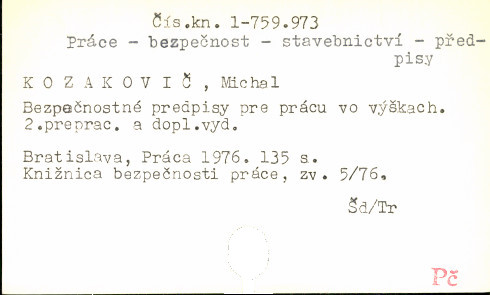 Čís.kn. 1-759.973
Práce - bezpečnost - stavebnictví - před-
pisy
K O Z A K O V I Č , Michal
Bezpečnostné predpisy pre prácu vo výškach.
2.preprac. a dopl.vyd.
Bratislava, Práca 1976. 135 s.
Knižnica bezpečnosti práce, zv. 5/76.
Šd/Tr
Pč